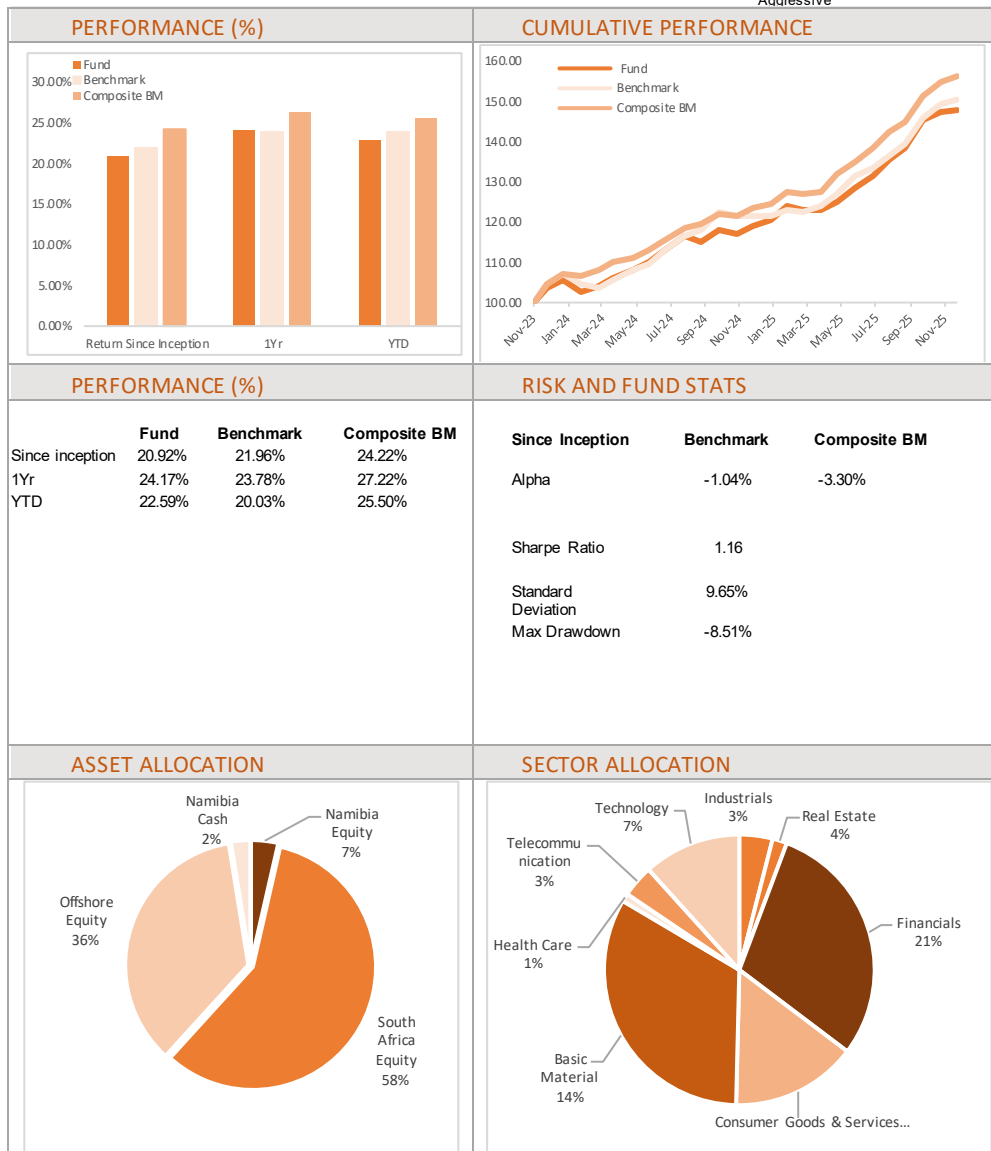 Aggressive
PERFORMANCE (%)
Fund
Benchmark
Composite BM
30.00%
25.00%
20.00%
15.00%
10.00%
5.00%
0.00%
Return Since Inception 1Yr YTD
CUMULATIVE PERFORMANCE
Fund
Benchmark
Composite BM
160.00
150.00
140.00
130.00
120.00
110.00
100.00
Nov-23 Jan-24 Mar-24 May-24 Jul-24 Sep-24 Nov-24 Jan-25 Mar-25 May-25 Jul-25 Sep-25 Nov-25
PERFORMANCE (%)
Fund Benchmark Composite BM
Since inception 20.92% 21.96% 24.22%
1Yr 24.17% 23.78% 27.22%
YTD 22.59% 20.03% 25.50%
RISK AND FUND STATS
Since Inception Benchmark Composite BM
Alpha -1.04% -3.30%
Sharpe Ratio 1.16
Standard
Deviation
9.65%
Max Drawdown -8.51%
ASSET ALLOCATION
Namibia
Cash
2%
Namibia
Equity
7%
Offshore
Equity
36%
South
Africa
Equity
58%
SECTOR ALLOCATION
Industrials
3%
Technology
7%
Real Estate
4%
Telecommu
nication
3%
Financials
21%
Health Care
1%
Basic
Material
14%
Consumer Goods & Services...